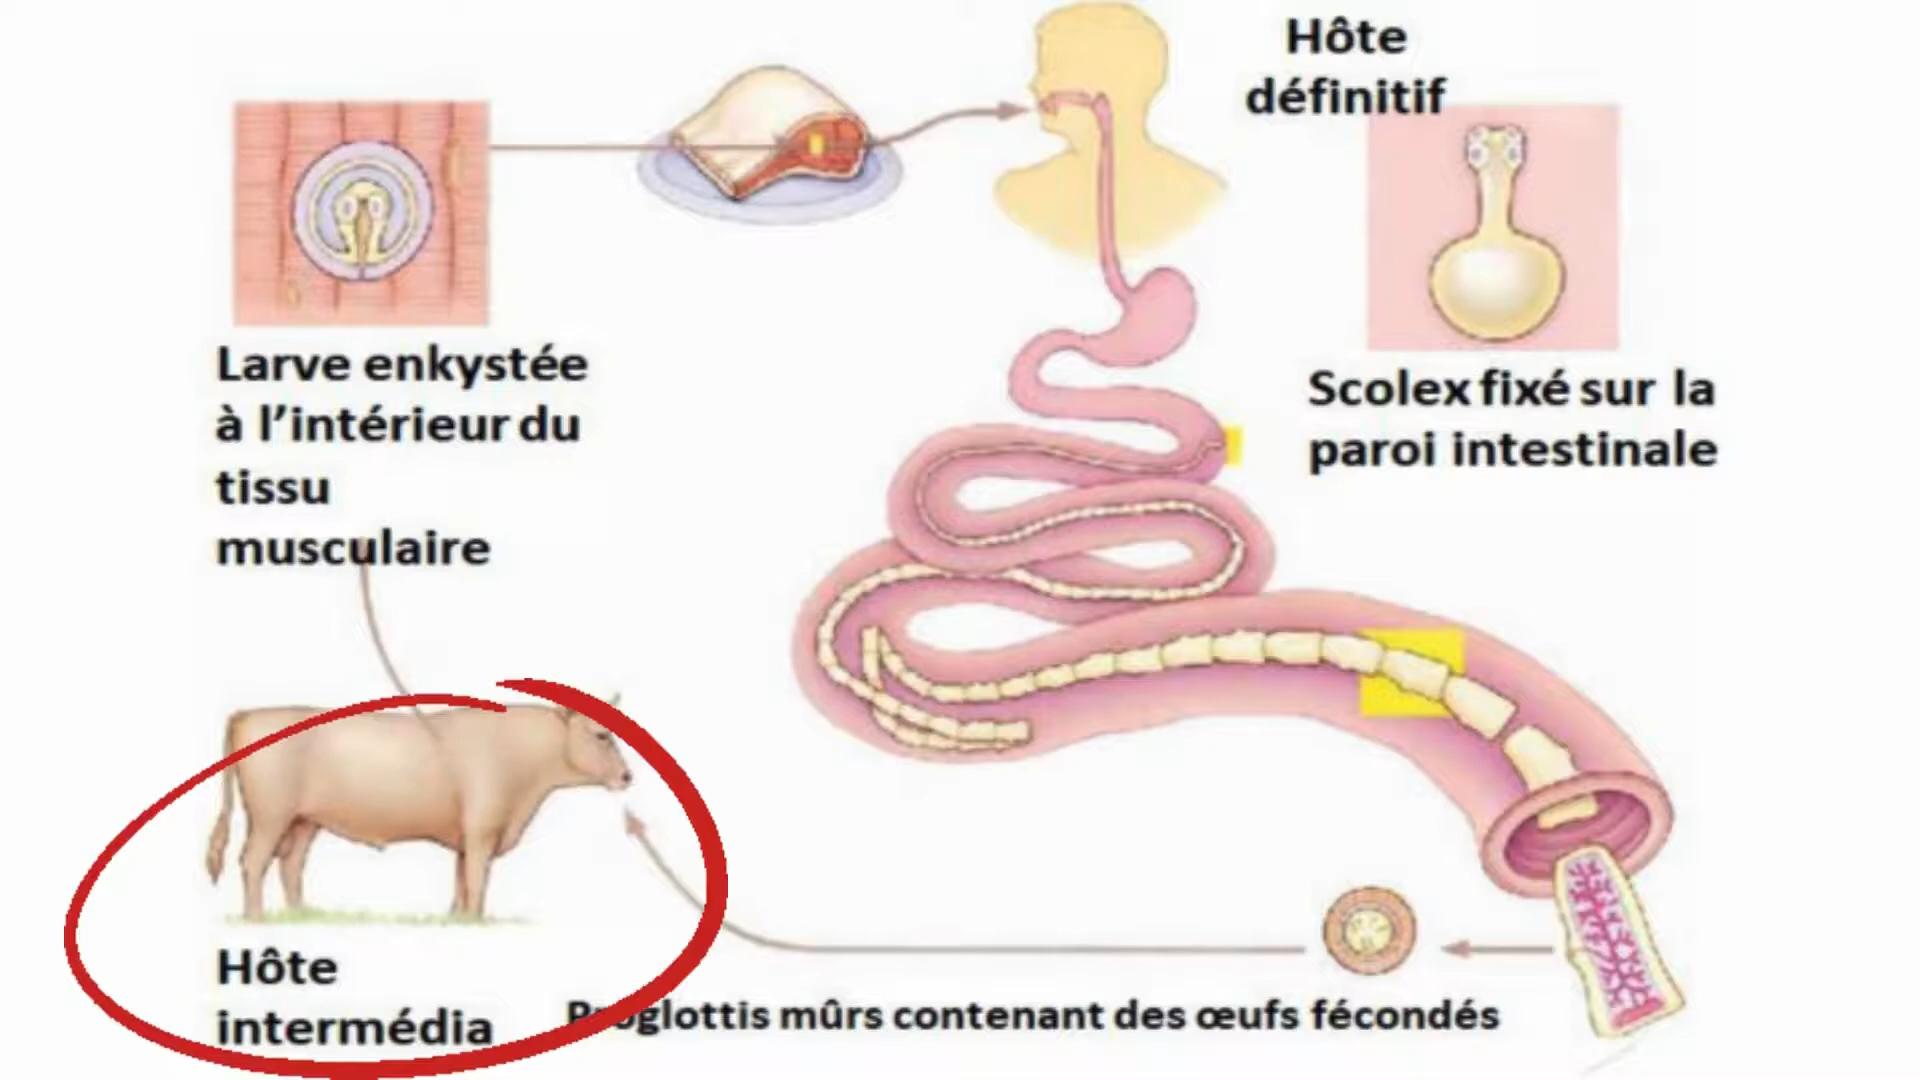 Hôte
définitif
Larve enkystée
à l’intérieur du
tissu
musculaire
Scolex fixé sur la
paroi intestinale
Hôte
intermédia
Proglottis mûrs contenant des œufs fécondés